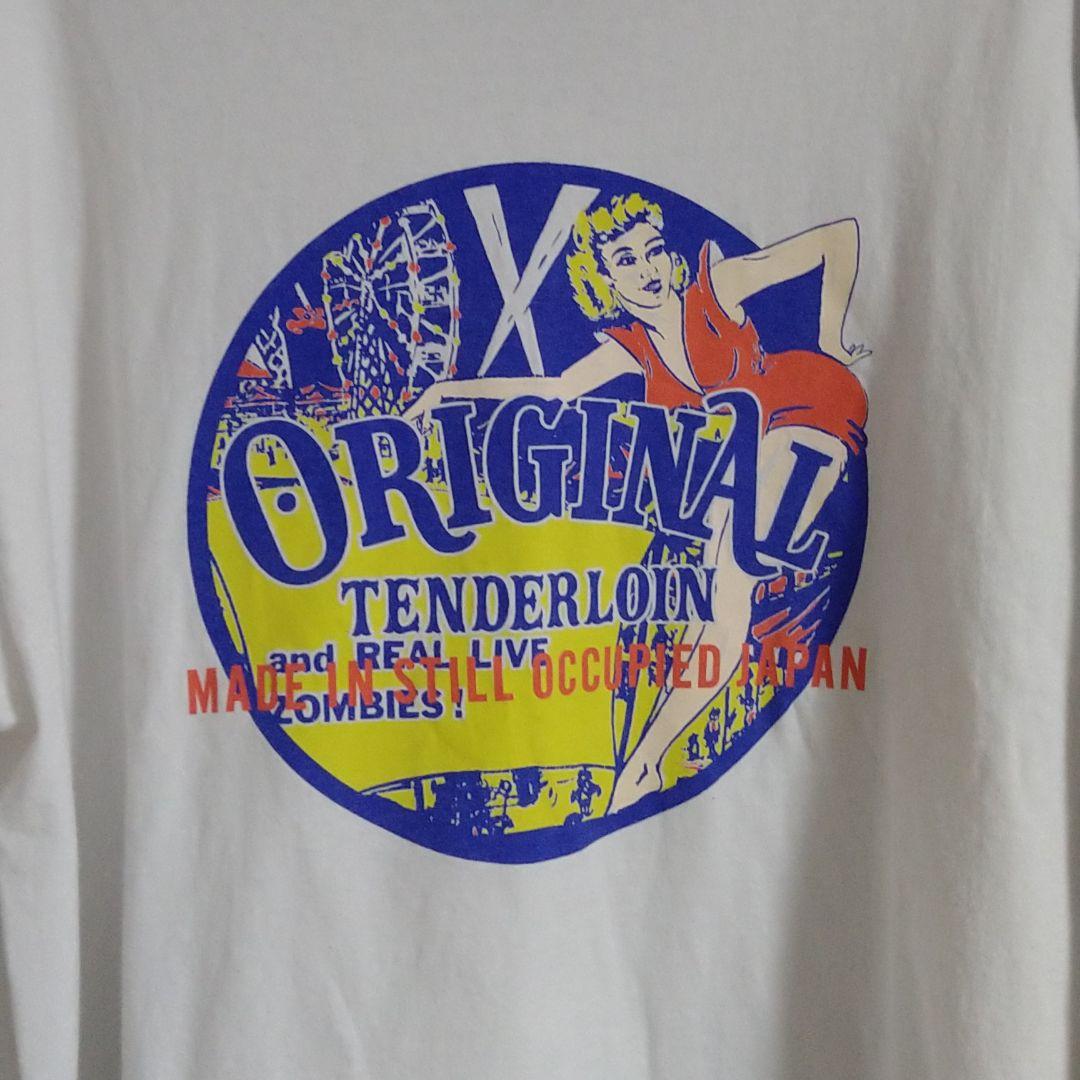 ORIGINAL
TENDERLOIN
and REAL LIVE
MADE IN STILL OCCUPIED JAPAN
ZOMBIES!